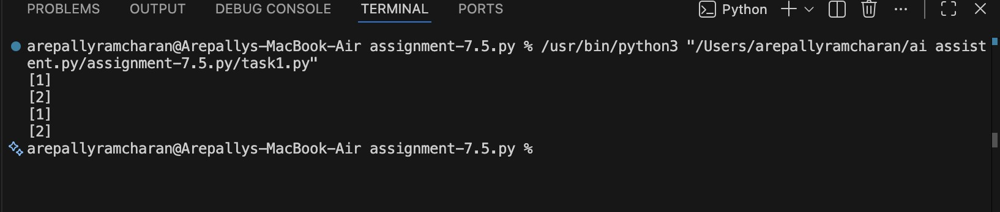 PROBLEMS OUTPUT DEBUG CONSOLE TERMINAL PORTS Python
arepallyramcharan@Arepallys-MacBook-Air assignment-7.5.py % /usr/bin/python3 "/Users/arepallyramcharan/ai assist
ent.py/assignment-7.5.py/task1.py"
[1]
[2]
[1]
[2]
arepallyramcharan@Arepallys-MacBook-Air assignment-7.5.py %